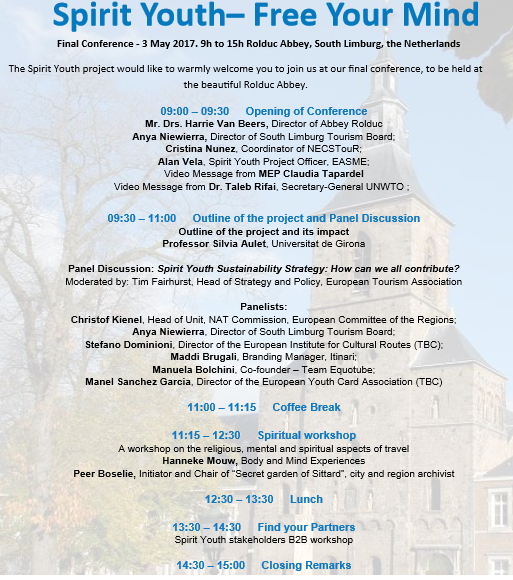 Spirit Youth– Free Your Mind
Final Conference - 3 May 2017. 9h to 15h Rolduc Abbey, South Limburg, the Netherlands
The Spirit Youth project would like to warmly welcome you to join us at our final conference, to be held at
the beautiful Rolduc Abbey.
09:00 – 09:30 Opening of Conference
Mr. Drs. Harrie Van Beers, Director of Abbey Rolduc
Anya Niewierra, Director of South Limburg Tourism Board;
Cristina Nunez, Coordinator of NECSTouR;
Alan Vela, Spirit Youth Project Officer, EASME;
Video Message from MEP Claudia Tapardel
Video Message from Dr. Taleb Rifai, Secretary-General UNWTO ;
09:30 – 11:00 Outline of the project and Panel Discussion
Outline of the project and its impact
Professor Silvia Aulet, Universitat de Girona
Panel Discussion: Spirit Youth Sustainability Strategy: How can we all contribute?
Moderated by: Tim Fairhurst, Head of Strategy and Policy, European Tourism Association
Panelists:
Christof Kienel, Head of Unit, NAT Commission, European Committee of the Regions;
Anya Niewierra, Director of South Limburg Tourism Board;
Stefano Dominioni, Director of the European Institute for Cultural Routes (TBC);
Maddi Brugali, Branding Manager, Itinari;
Manuela Bolchini, Co-founder – Team Equotube;
Manel Sanchez Garcia, Director of the European Youth Card Association (TBC)
11:00 – 11:15 Coffee Break
11:15 – 12:30 Spiritual workshop
A workshop on the religious, mental and spiritual aspects of travel
Hanneke Mouw, Body and Mind Experiences
Peer Boselie, Initiator and Chair of “Secret garden of Sittard”, city and region archivist
12:30 – 13:30 Lunch
13:30 – 14:30 Find your Partners
Spirit Youth stakeholders B2B workshop
14:30 – 15:00 Closing Remarks